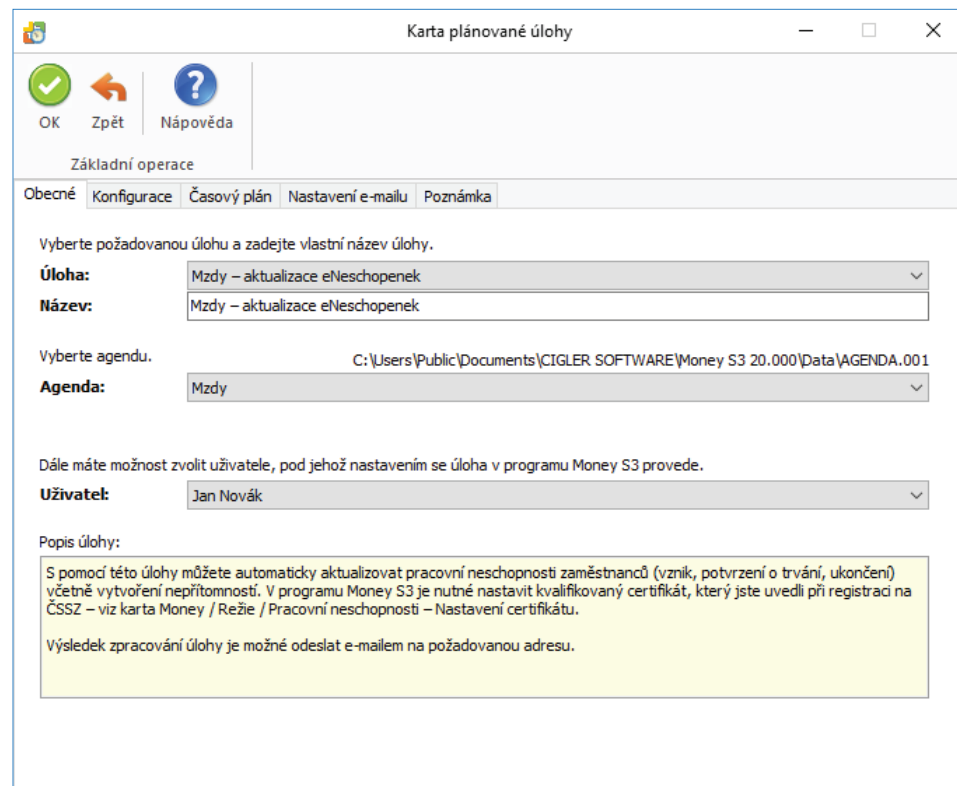 Karta plánované úlohy
OK Zpět Nápověda
Základní operace
Obecné Konfigurace Časový plán Nastavení e-mailu Poznámka
Vyberte požadovanou úlohu a zadejte vlastní název úlohy.
Úloha: Mzdy – aktualizace eNeschopenek
Název: Mzdy – aktualizace eNeschopenek
Vyberte agendu. C:\Users\Public\Documents\CIGLER SOFTWARE\Money S3 20.000\Data\AGENDA.001
Agenda: Mzdy
Dále máte možnost zvolit uživatele, pod jehož nastavením se úloha v programu Money S3 provede.
Uživatel: Jan Novák
Popis úlohy:
S pomocí této úlohy můžete automaticky aktualizovat pracovní neschopnosti zaměstnanců (vznik, potvrzení o trvání, ukončení)
včetně vytvoření nepřítomností. V programu Money S3 je nutné nastavit kvalifikovaný certifikát, který jste uvedli při registraci na
ČSSZ – viz karta Money / Režie / Pracovní neschopnosti – Nastavení certifikátu.
Výsledek zpracování úlohy je možné odeslat e-mailem na požadovanou adresu.